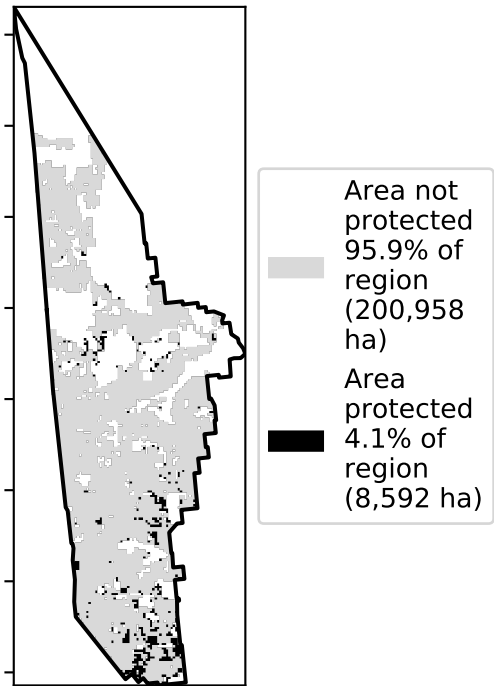 Area not
protected
95.9% of
region
(200,958
ha)
Area
protected
4.1% of
region
(8,592 ha)